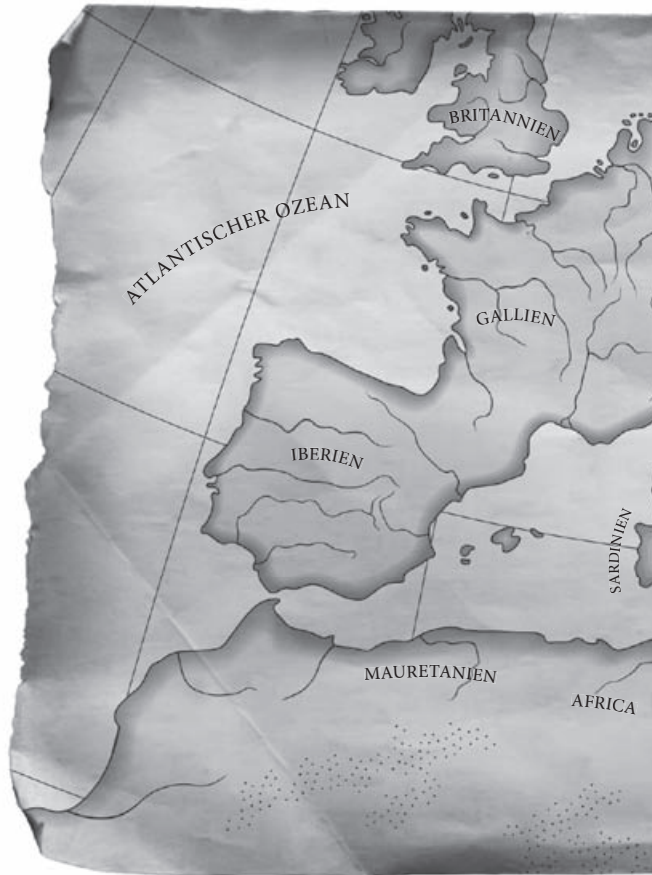 BRITANNIEN
ATLANTISCHER OZEAN
GALLIEN
IBERIEN
SARDINIEN
MAURETANIEN
AFRICA